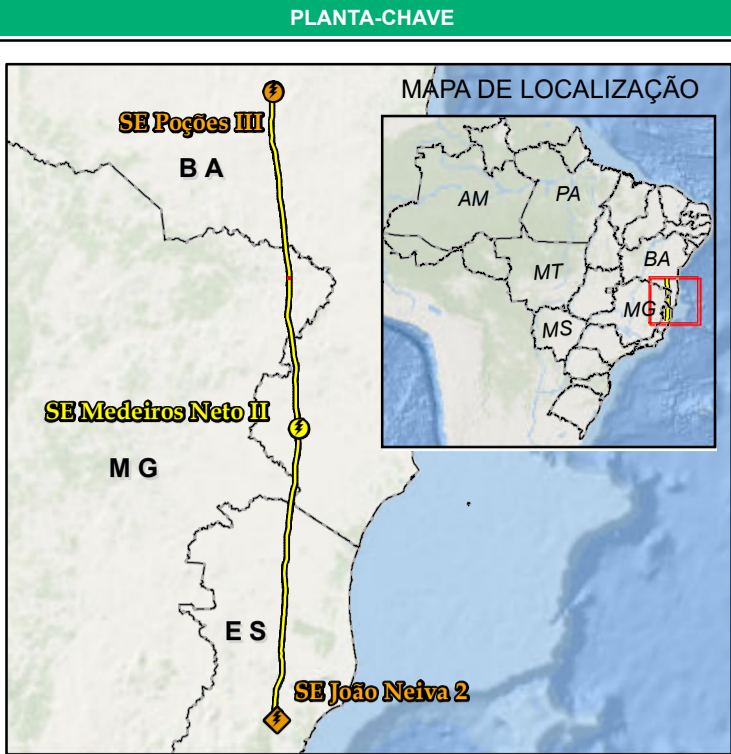 PLANTA-CHAVE
MAPA DE LOCALIZAÇÃO
SE Poções III
B A
AM
PA
BA
MT
MG
MS
SE Medeiros Neto II
M G
E S
SE João Neiva 2